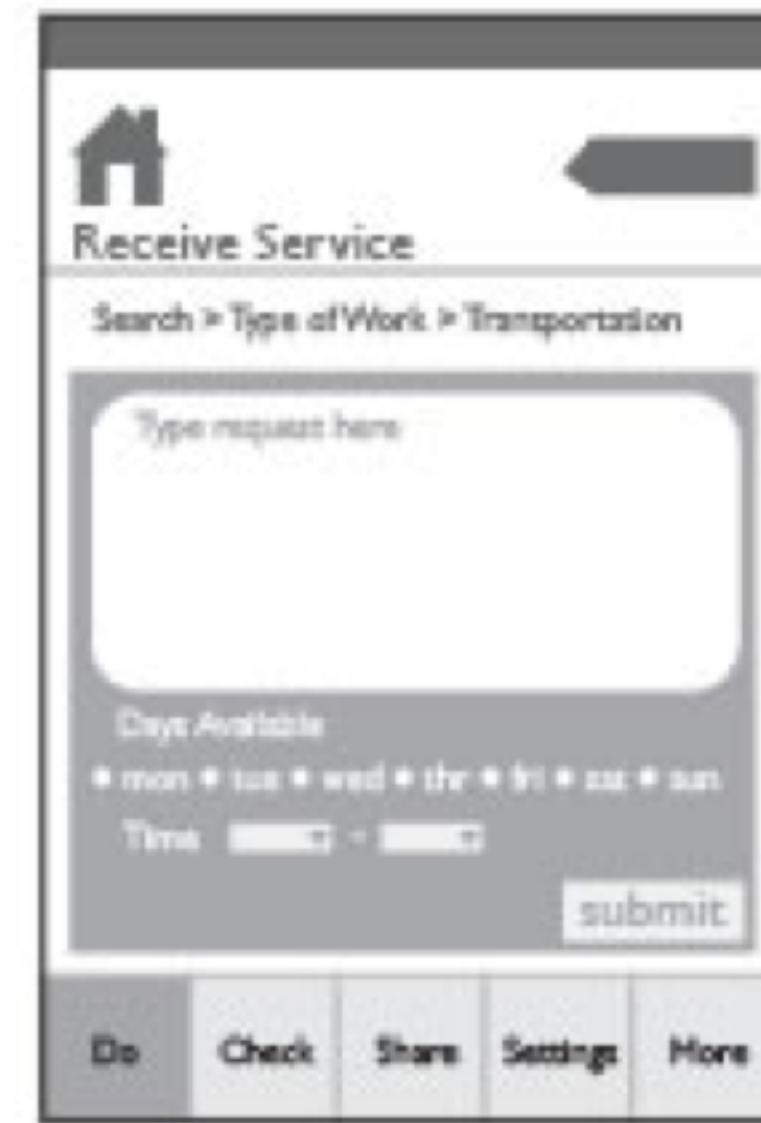 Receive Service
Search > Type of Work > Transportation
Type request here
Days Available
• mon • tue • wed • thr • fri • sat • sun
Time - 
submit
Do Check Share Settings More